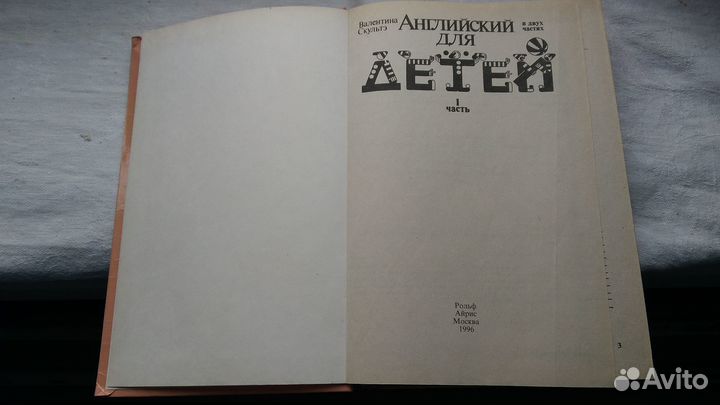 Валентина
Скультэ
Английский
для
в двух
частях
ДЕТЕЙ
I
часть
Рольф
Айрис
Москва
1996
3
Avito